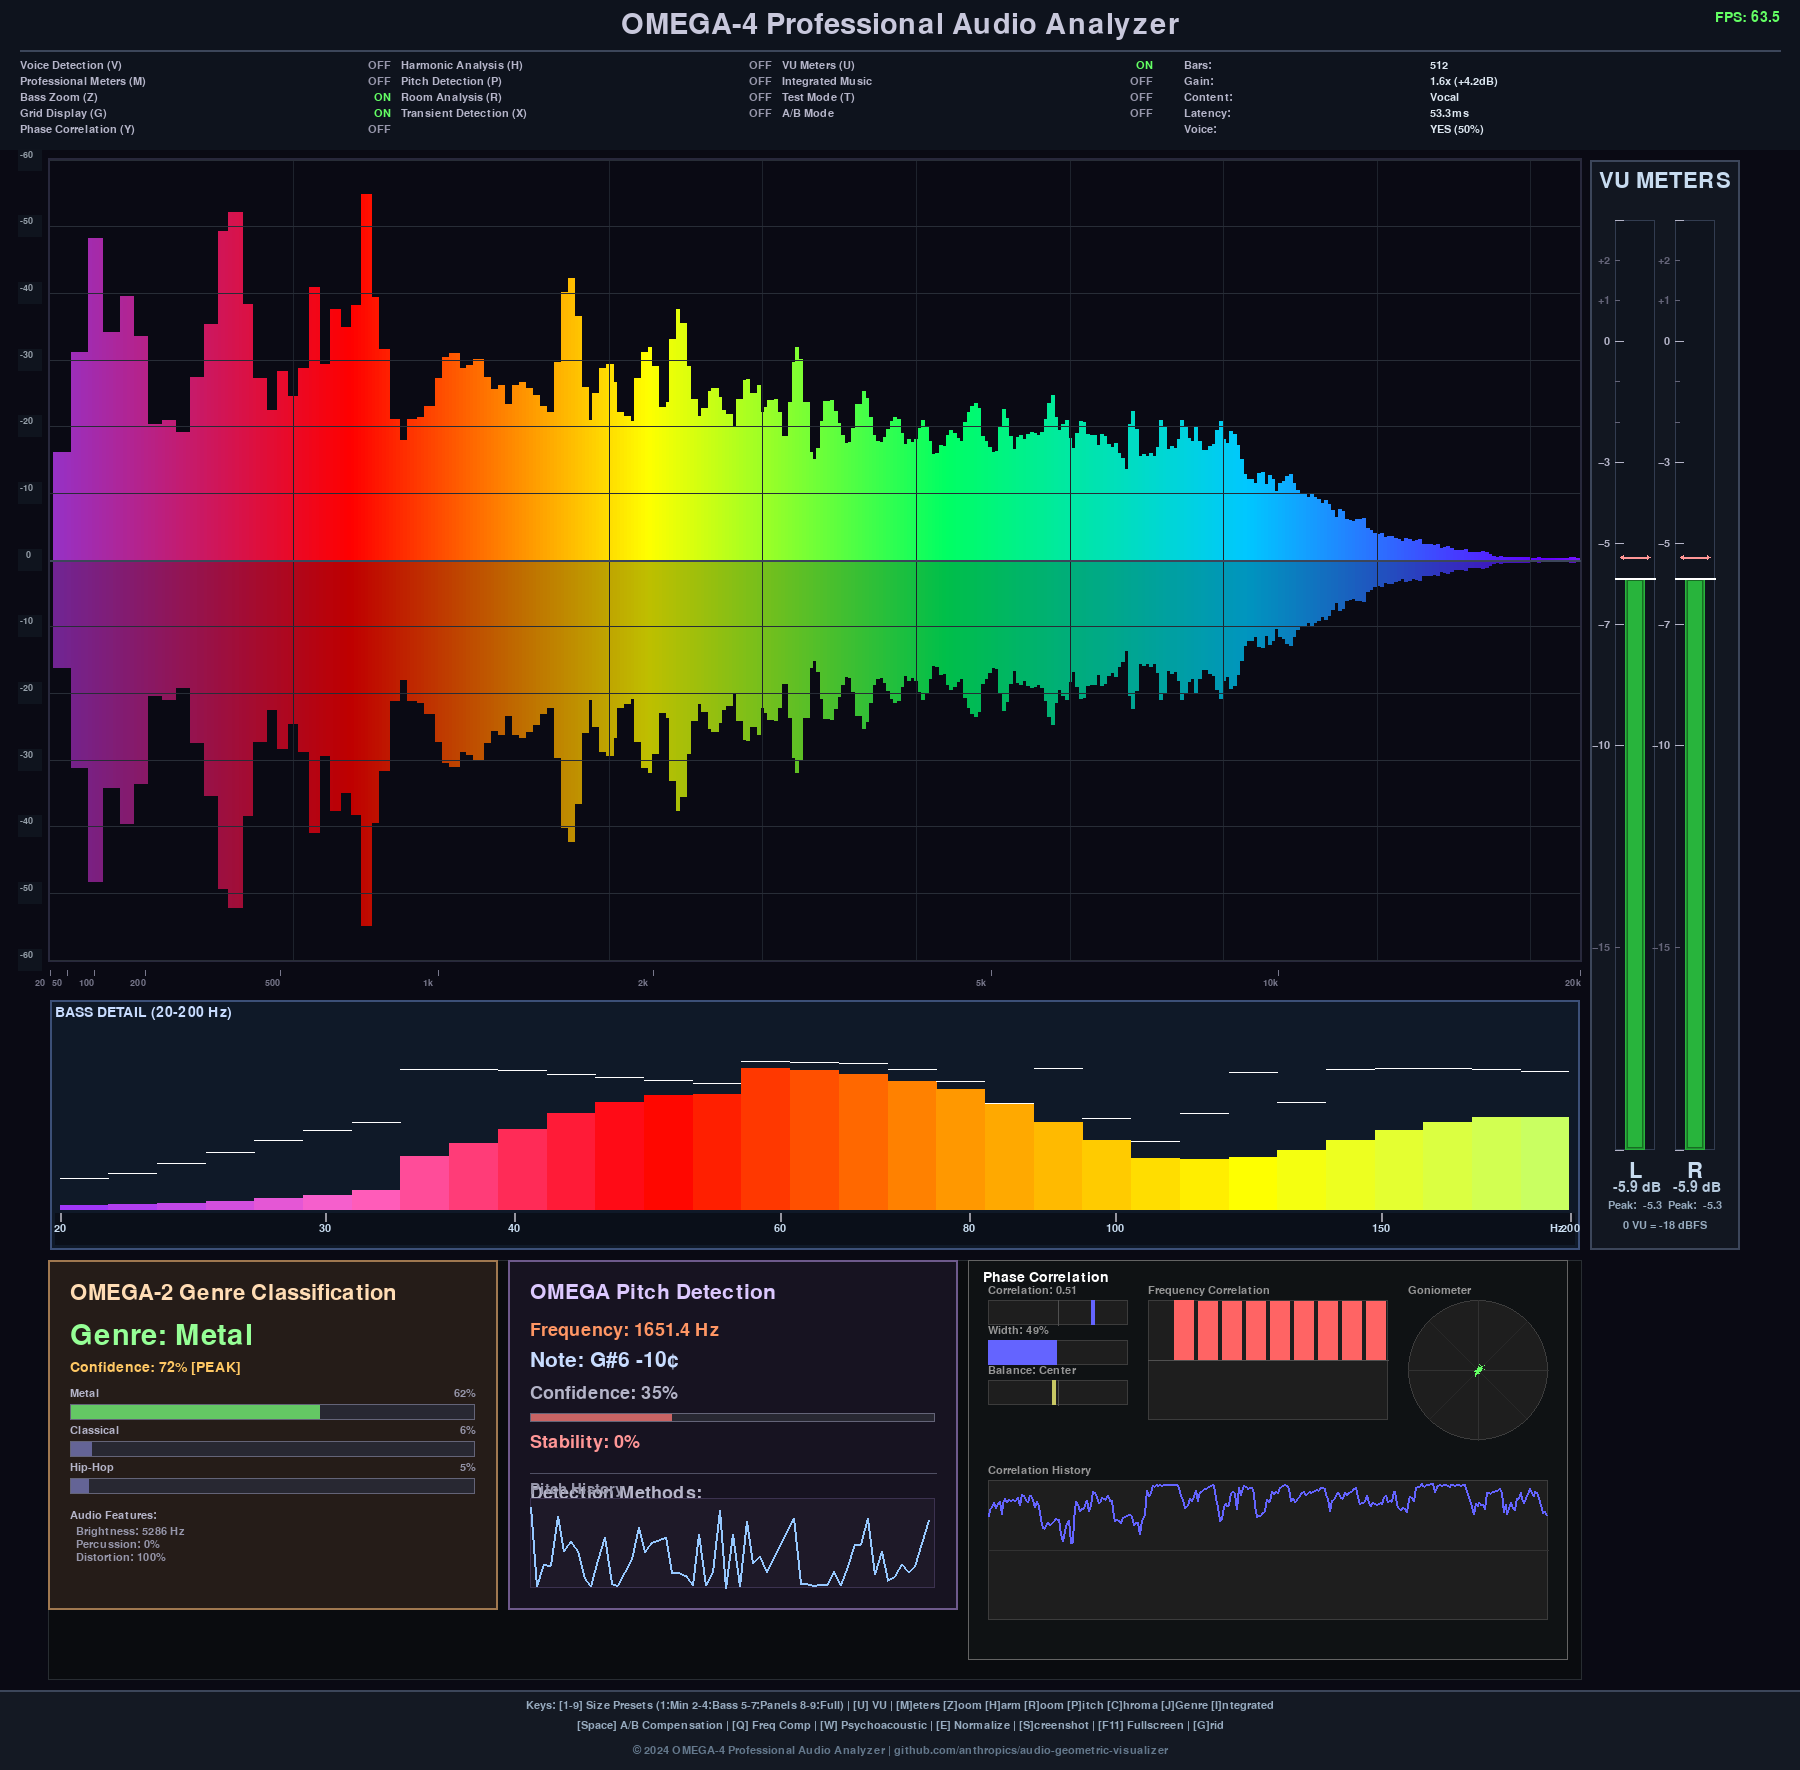 OMEGA-4 Professional Audio Analyzer
FPS: 63.5
Voice Detection (V) OFF Harmonic Analysis (H) OFF VU Meters (U) ON Bars: 512
Professional Meters (M) OFF Pitch Detection (P) OFF Integrated Music OFF Gain: 1.6x (+4.2dB)
Bass Zoom (Z) ON Room Analysis (R) OFF Test Mode (T) OFF Content: Vocal
Grid Display (G) ON Transient Detection (X) OFF A/B Mode OFF Latency: 53.3ms
Phase Correlation (Y) OFF Voice: YES (50%)
-60
-50
-40
-30
-20
-10
0
-10
-20
-30
-40
-50
-60
20 50 100 200 500 1k 2k 5k 10k 20k
VU METERS
+2 +2
+1 +1
0 0
-3 -3
-5 -5
-7 -7
-10 -10
-15 -15
L R
-5.9 dB -5.9 dB
Peak: -5.3 Peak: -5.3
0 VU = -18 dBFS
BASS DETAIL (20-200 Hz)
20 30 40 60 80 100 150 Hz200
OMEGA-2 Genre Classification
Genre: Metal
Confidence: 72% [PEAK]
Metal 62%
Classical 6%
Hip-Hop 5%
Audio Features:
Brightness: 5286 Hz
Percussion: 0%
Distortion: 100%
OMEGA Pitch Detection
Frequency: 1651.4 Hz
Note: G#6 -10¢
Confidence: 35%
Stability: 0%
Pitch History
Detection Methods:
Phase Correlation
Correlation: 0.51
Width: 49%
Balance: Center
Frequency Correlation
Goniometer
Correlation History
Keys: [1-9] Size Presets (1:Min 2-4:Bass 5-7:Panels 8-9:Full) | [U] VU | [M]eters [Z]oom [H]arm [R]oom [P]itch [C]hroma [J]Genre [I]ntegrated
[Space] A/B Compensation | [Q] Freq Comp | [W] Psychoacoustic | [E] Normalize | [S]creenshot | [F11] Fullscreen | [G]rid
© 2024 OMEGA-4 Professional Audio Analyzer | github.com/anthropics/audio-geometric-visualizer